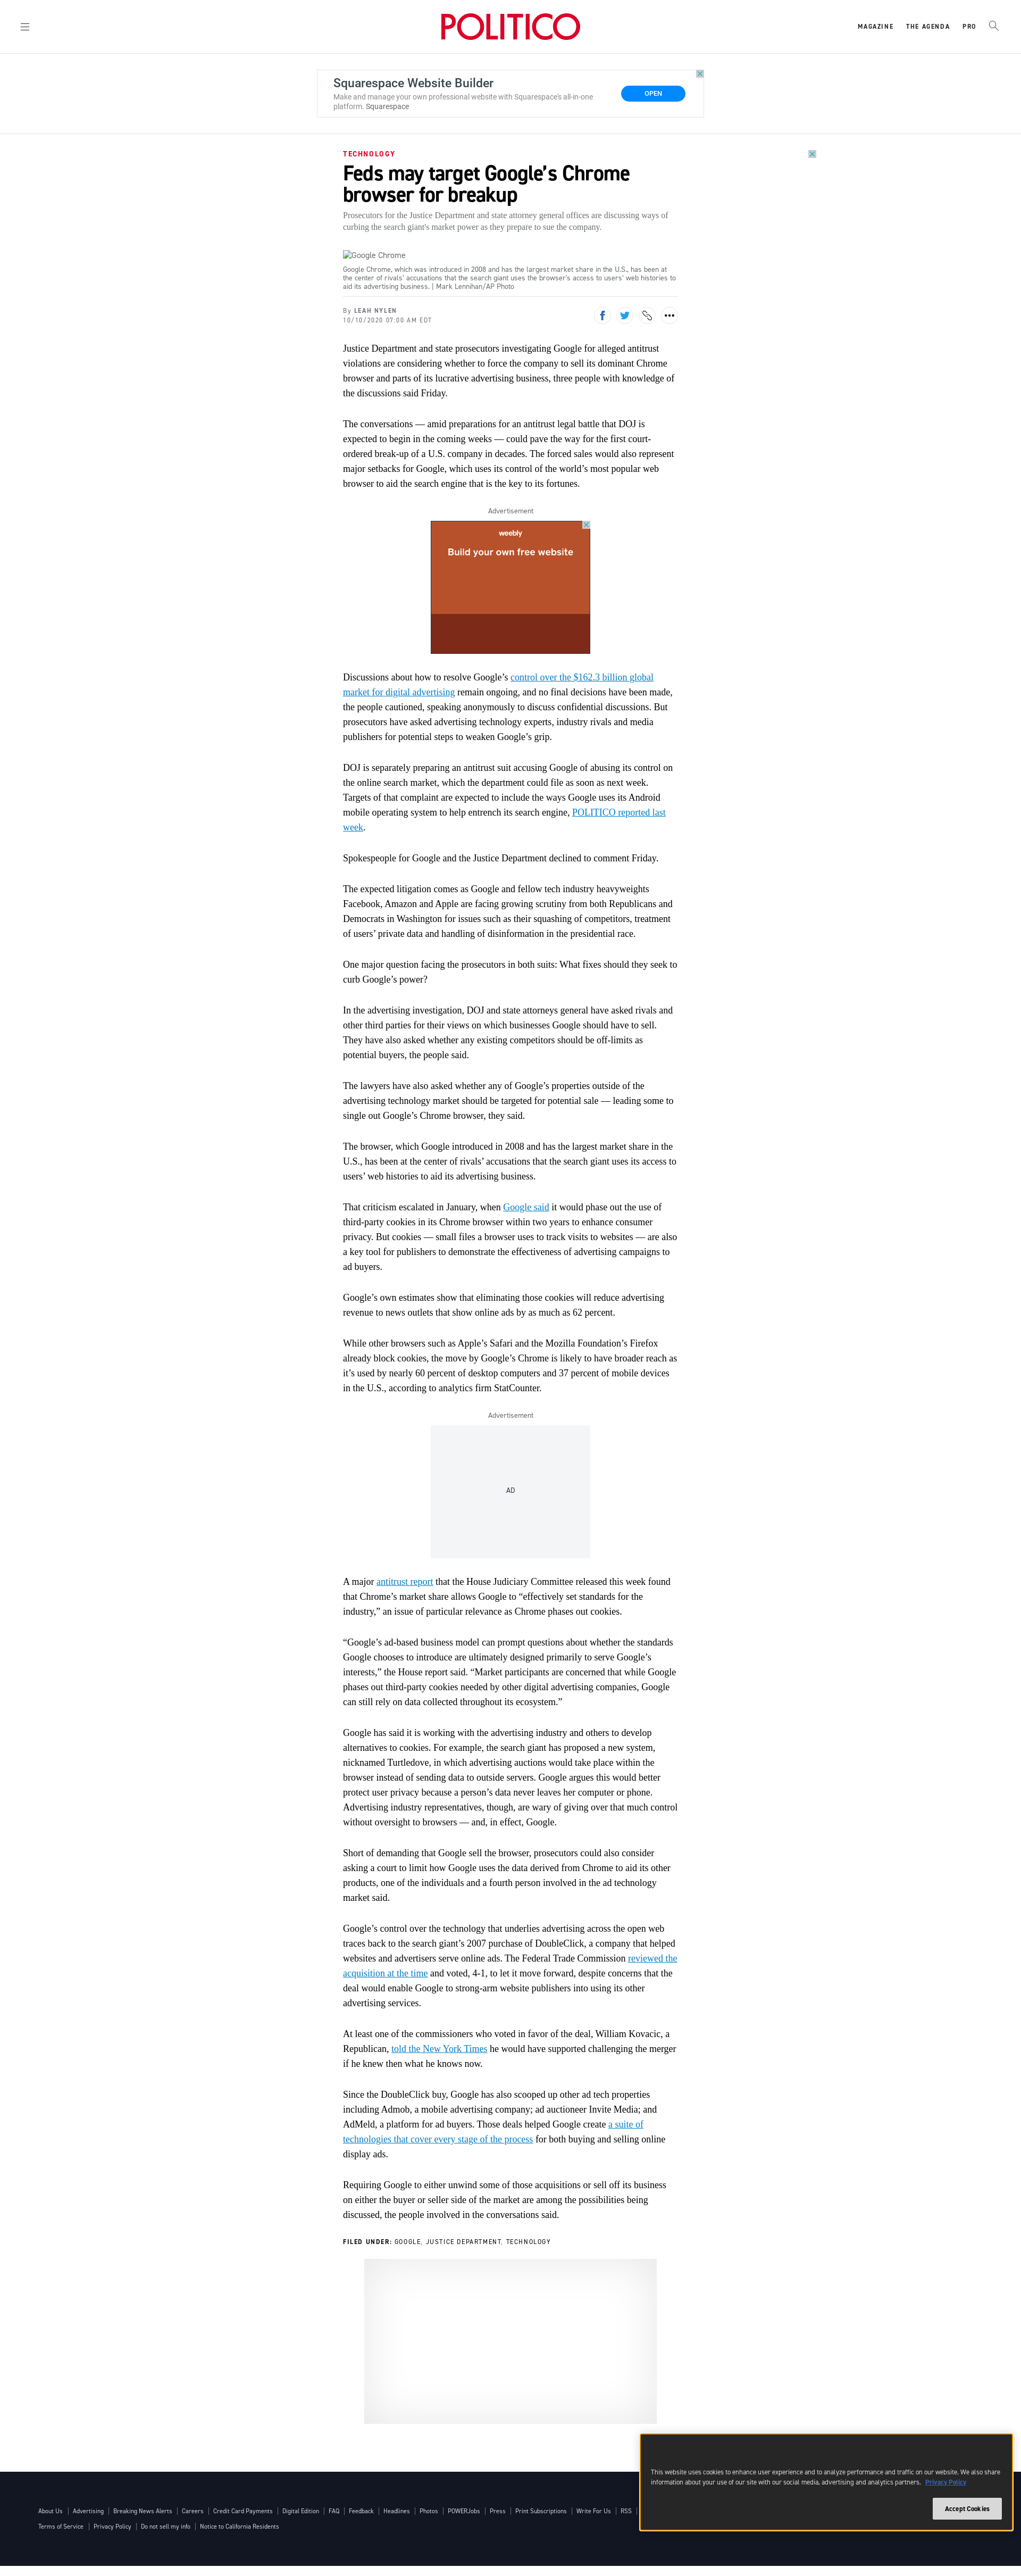 POLITICO
MAGAZINE THE AGENDA PRO
Squarespace Website Builder
Make and manage your own professional website with Squarespace's all-in-one
platform. Squarespace
OPEN
TECHNOLOGY
Feds may target Google’s Chrome
browser for breakup
Prosecutors for the Justice Department and state attorney general offices are discussing ways of
curbing the search giant's market power as they prepare to sue the company.
Google Chrome
Google Chrome, which was introduced in 2008 and has the largest market share in the U.S., has been at
the center of rivals’ accusations that the search giant uses the browser's access to users’ web histories to
aid its advertising business. | Mark Lennihan/AP Photo
By LEAH NYLEN
10/10/2020 07:00 AM EDT
Justice Department and state prosecutors investigating Google for alleged antitrust
violations are considering whether to force the company to sell its dominant Chrome
browser and parts of its lucrative advertising business, three people with knowledge of
the discussions said Friday.
The conversations — amid preparations for an antitrust legal battle that DOJ is
expected to begin in the coming weeks — could pave the way for the first court-
ordered break-up of a U.S. company in decades. The forced sales would also represent
major setbacks for Google, which uses its control of the world’s most popular web
browser to aid the search engine that is the key to its fortunes.
Advertisement
weebly
Build your own free website
Discussions about how to resolve Google’s control over the $162.3 billion global
market for digital advertising remain ongoing, and no final decisions have been made,
the people cautioned, speaking anonymously to discuss confidential discussions. But
prosecutors have asked advertising technology experts, industry rivals and media
publishers for potential steps to weaken Google’s grip.
DOJ is separately preparing an antitrust suit accusing Google of abusing its control on
the online search market, which the department could file as soon as next week.
Targets of that complaint are expected to include the ways Google uses its Android
mobile operating system to help entrench its search engine, POLITICO reported last
week.
Spokespeople for Google and the Justice Department declined to comment Friday.
The expected litigation comes as Google and fellow tech industry heavyweights
Facebook, Amazon and Apple are facing growing scrutiny from both Republicans and
Democrats in Washington for issues such as their squashing of competitors, treatment
of users’ private data and handling of disinformation in the presidential race.
One major question facing the prosecutors in both suits: What fixes should they seek to
curb Google’s power?
In the advertising investigation, DOJ and state attorneys general have asked rivals and
other third parties for their views on which businesses Google should have to sell.
They have also asked whether any existing competitors should be off-limits as
potential buyers, the people said.
The lawyers have also asked whether any of Google’s properties outside of the
advertising technology market should be targeted for potential sale — leading some to
single out Google’s Chrome browser, they said.
The browser, which Google introduced in 2008 and has the largest market share in the
U.S., has been at the center of rivals’ accusations that the search giant uses its access to
users’ web histories to aid its advertising business.
That criticism escalated in January, when Google said it would phase out the use of
third-party cookies in its Chrome browser within two years to enhance consumer
privacy. But cookies — small files a browser uses to track visits to websites — are also
a key tool for publishers to demonstrate the effectiveness of advertising campaigns to
ad buyers.
Google’s own estimates show that eliminating those cookies will reduce advertising
revenue to news outlets that show online ads by as much as 62 percent.
While other browsers such as Apple’s Safari and the Mozilla Foundation’s Firefox
already block cookies, the move by Google’s Chrome is likely to have broader reach as
it’s used by nearly 60 percent of desktop computers and 37 percent of mobile devices
in the U.S., according to analytics firm StatCounter.
Advertisement
AD
A major antitrust report that the House Judiciary Committee released this week found
that Chrome’s market share allows Google to “effectively set standards for the
industry,” an issue of particular relevance as Chrome phases out cookies.
“Google’s ad-based business model can prompt questions about whether the standards
Google chooses to introduce are ultimately designed primarily to serve Google’s
interests,” the House report said. “Market participants are concerned that while Google
phases out third-party cookies needed by other digital advertising companies, Google
can still rely on data collected throughout its ecosystem.”
Google has said it is working with the advertising industry and others to develop
alternatives to cookies. For example, the search giant has proposed a new system,
nicknamed Turtledove, in which advertising auctions would take place within the
browser instead of sending data to outside servers. Google argues this would better
protect user privacy because a person’s data never leaves her computer or phone.
Advertising industry representatives, though, are wary of giving over that much control
without oversight to browsers — and, in effect, Google.
Short of demanding that Google sell the browser, prosecutors could also consider
asking a court to limit how Google uses the data derived from Chrome to aid its other
products, one of the individuals and a fourth person involved in the ad technology
market said.
Google’s control over the technology that underlies advertising across the open web
traces back to the search giant’s 2007 purchase of DoubleClick, a company that helped
websites and advertisers serve online ads. The Federal Trade Commission reviewed the
acquisition at the time and voted, 4-1, to let it move forward, despite concerns that the
deal would enable Google to strong-arm website publishers into using its other
advertising services.
At least one of the commissioners who voted in favor of the deal, William Kovacic, a
Republican, told the New York Times he would have supported challenging the merger
if he knew then what he knows now.
Since the DoubleClick buy, Google has also scooped up other ad tech properties
including Admob, a mobile advertising company; ad auctioneer Invite Media; and
AdMeld, a platform for ad buyers. Those deals helped Google create a suite of
technologies that cover every stage of the process for both buying and selling online
display ads.
Requiring Google to either unwind some of those acquisitions or sell off its business
on either the buyer or seller side of the market are among the possibilities being
discussed, the people involved in the conversations said.
FILED UNDER: GOOGLE, JUSTICE DEPARTMENT, TECHNOLOGY
This website uses cookies to enhance user experience and to analyze performance and traffic on our website. We also share
information about your use of our site with social media, advertising and analytics partners. Privacy Policy
Accept Cookies
About Us | Advertising | Breaking News Alerts | Careers | Credit Card Payments | Digital Edition | FAQ | Feedback | Headlines | Photos | POWERJobs | Press | Print Subscriptions | Write For Us | RSS |
Terms of Service | Privacy Policy | Do not sell my info | Notice to California Residents